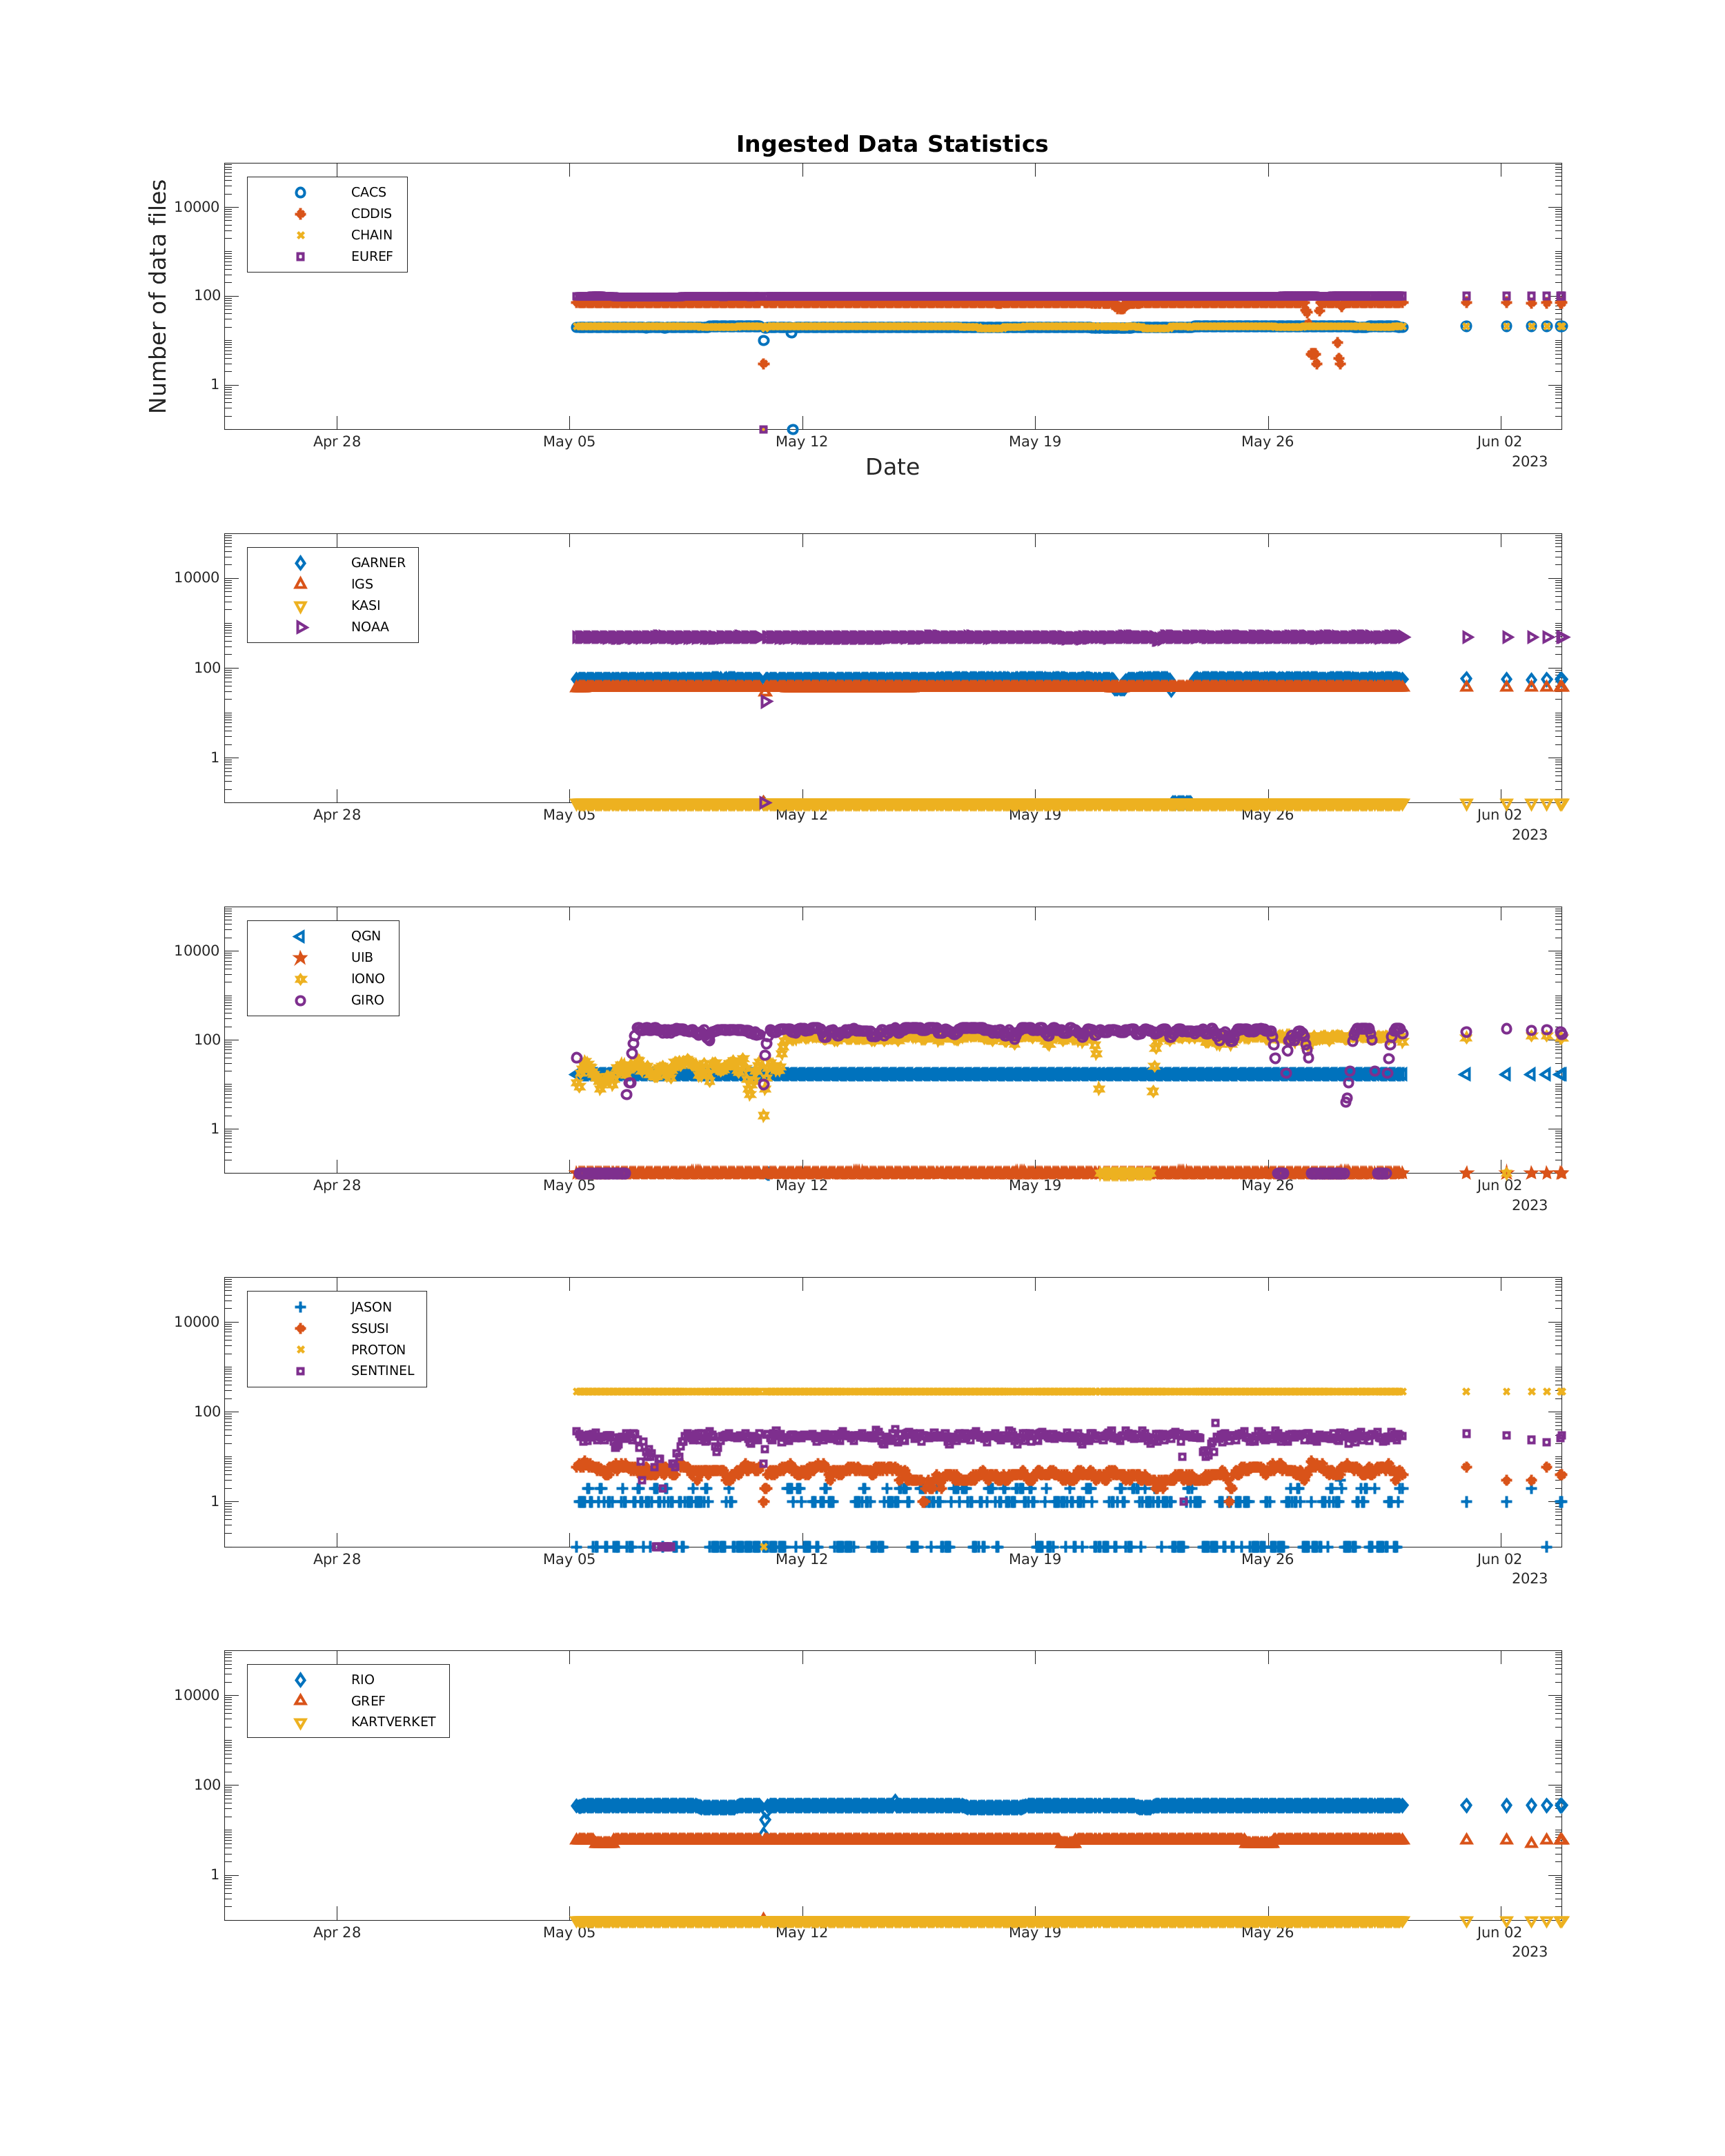 Ingested Data Statistics
Number of data files
10000
100
1
CACS
CDDIS
CHAIN
EUREF
Apr 28 May 05 May 12 May 19 May 26 Jun 02
2023
Date
10000
100
1
GARNER
IGS
KASI
NOAA
Apr 28 May 05 May 12 May 19 May 26 Jun 02
2023
10000
100
1
QGN
UIB
IONO
GIRO
Apr 28 May 05 May 12 May 19 May 26 Jun 02
2023
10000
100
1
JASON
SSUSI
PROTON
SENTINEL
Apr 28 May 05 May 12 May 19 May 26 Jun 02
2023
10000
100
1
RIO
GREF
KARTVERKET
Apr 28 May 05 May 12 May 19 May 26 Jun 02
2023